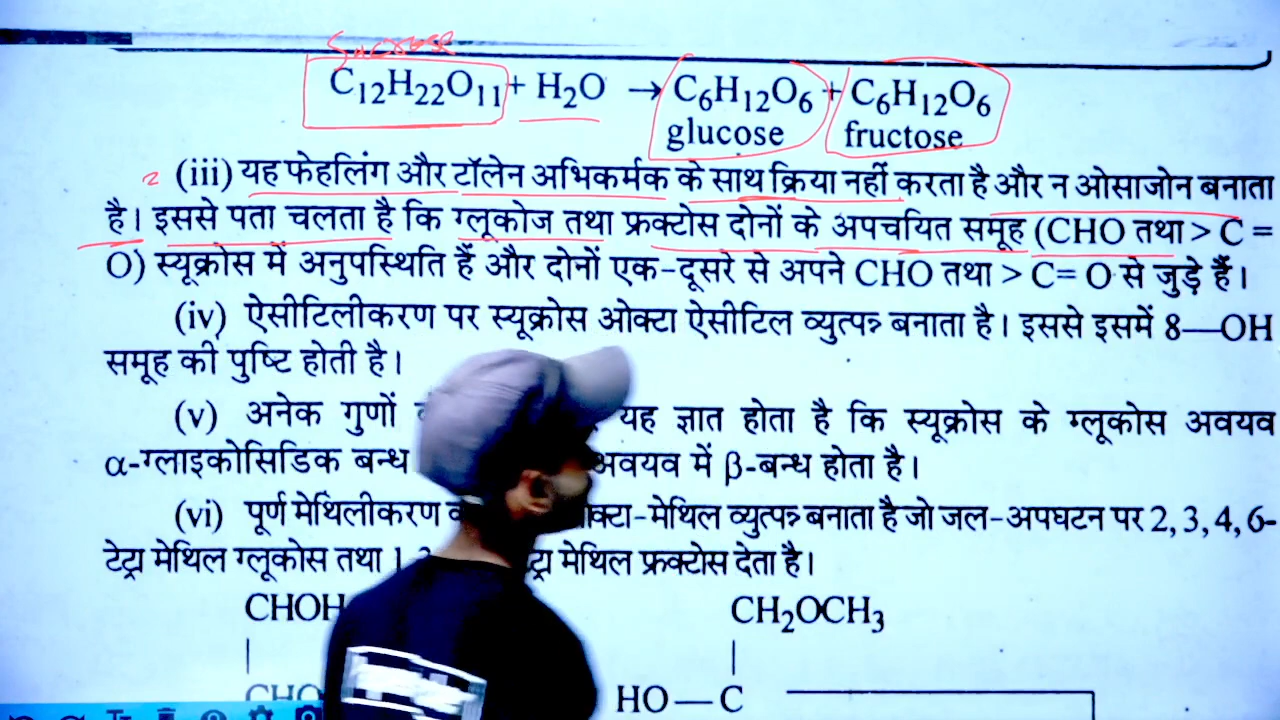 Sucrose
C₁₂H₂₂O₁₁ + H₂O → C₆H₁₂O₆ + C₆H₁₂O₆
glucose fructose
(iii) यह फेहलिंग और टॉलेन अभिकर्मक के साथ क्रिया नहीं करता है और न ओसाजोन बनाता
है। इससे पता चलता है कि ग्लूकोज तथा फ्रक्टोस दोनों के अपचयित समूह (CHO तथा > C =
O) स्यूक्रोस में अनुपस्थिति हैं और दोनों एक-दूसरे से अपने CHO तथा > C= O से जुड़े हैं।
(iv) ऐसीटिलीकरण पर स्यूक्रोस ओक्टा ऐसीटिल व्युत्पन्न बनाता है। इससे इसमें 8—OH
समूह की पुष्टि होती है।
(v) अनेक गुणों यह ज्ञात होता है कि स्यूक्रोस के ग्लूकोस अवयव
α-ग्लाइकोसिडिक बन्ध अवयव में β-बन्ध होता है।
(vi) पूर्ण मेथिलीकरण व्युत्पन्न बनाता है जो जल-अपघटन पर 2, 3, 4, 6-
टेट्रा मेथिल ग्लूकोस तथा मेथिल फ्रक्टोस देता है।
CHOH CH₂OCH₃
CHO HO—C